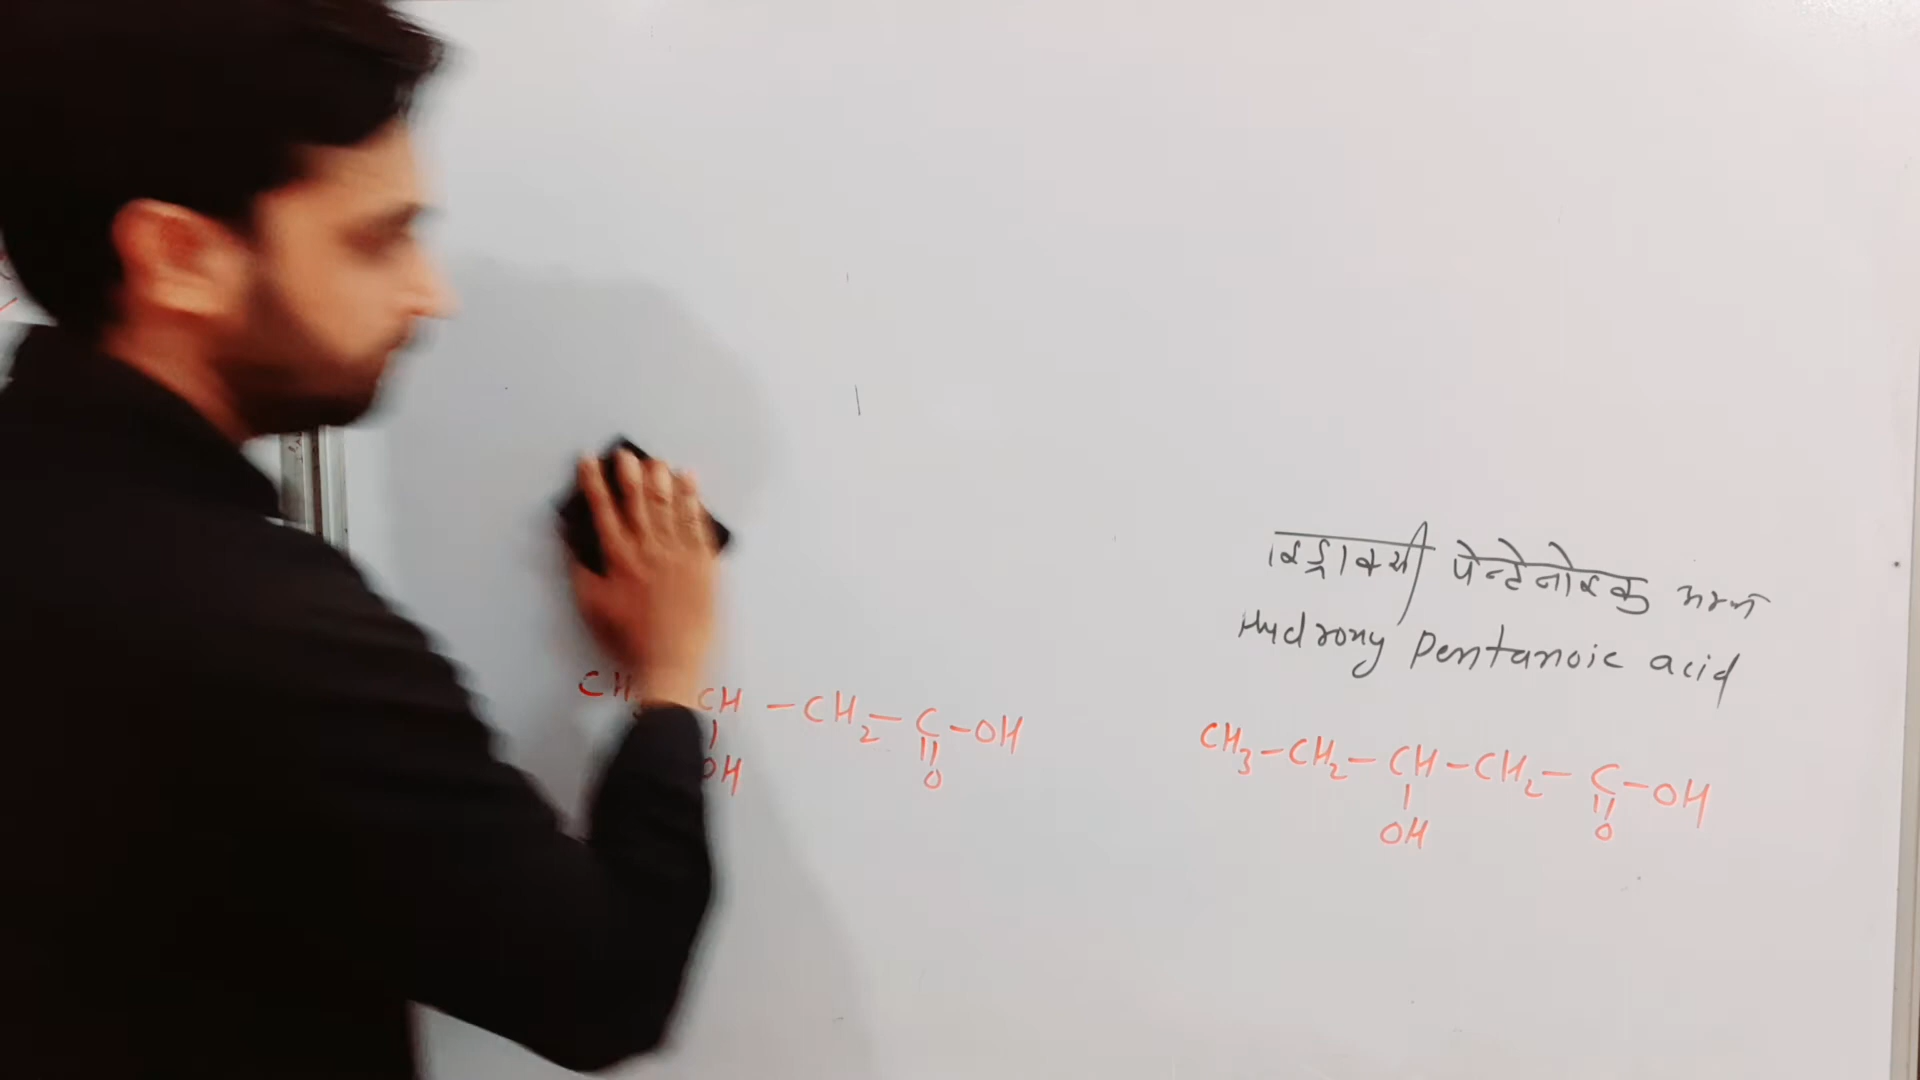 CH3 CH - CH2 - C - OH
OH O
हाइड्राक्सी पेन्टेनोइक अम्ल
Hydroxy Pentanoic acid
CH3 - CH2 - CH - CH2 - C - OH
OH O